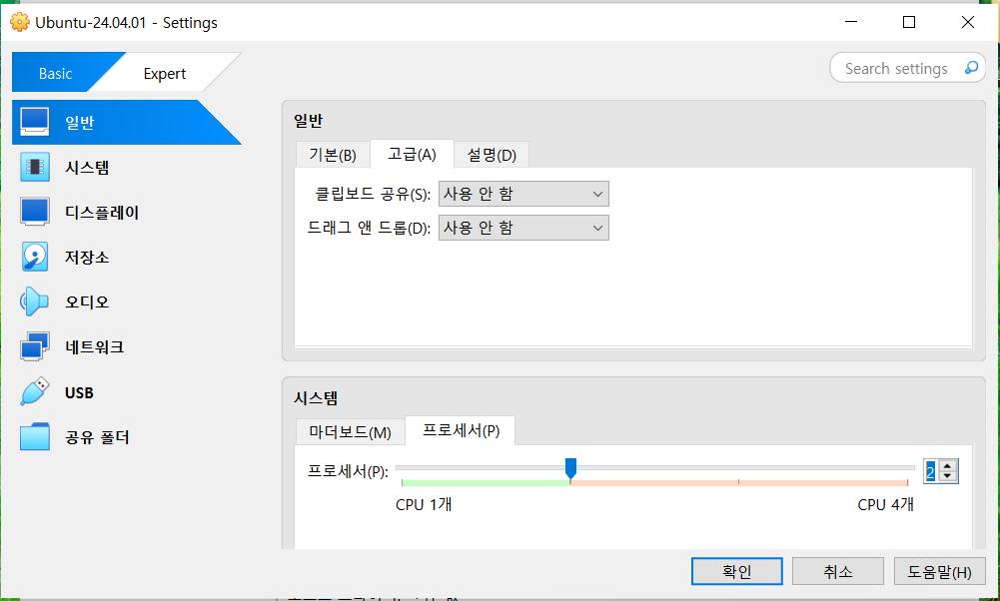 Ubuntu-24.04.01 - Settings
Basic
Expert
Search settings
일반
시스템
디스플레이
저장소
오디오
네트워크
USB
공유 폴더
일반
기본(B)
고급(A)
설명(D)
클립보드 공유(S):
사용 안 함
드래그 앤 드롭(D):
사용 안 함
시스템
마더보드(M)
프로세서(P)
프로세서(P):
2
CPU 1개
CPU 4개
확인
취소
도움말(H)